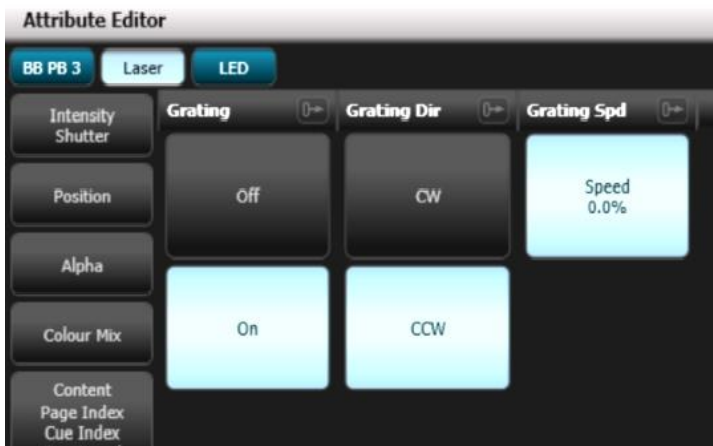 Attribute Editor
BB PB 3 Laser LED
Intensity
Shutter
Position
Alpha
Colour Mix
Content
Page Index
Cue Index
Grating Grating Dir Grating Spd
Off CW Speed
0.0%
On CCW